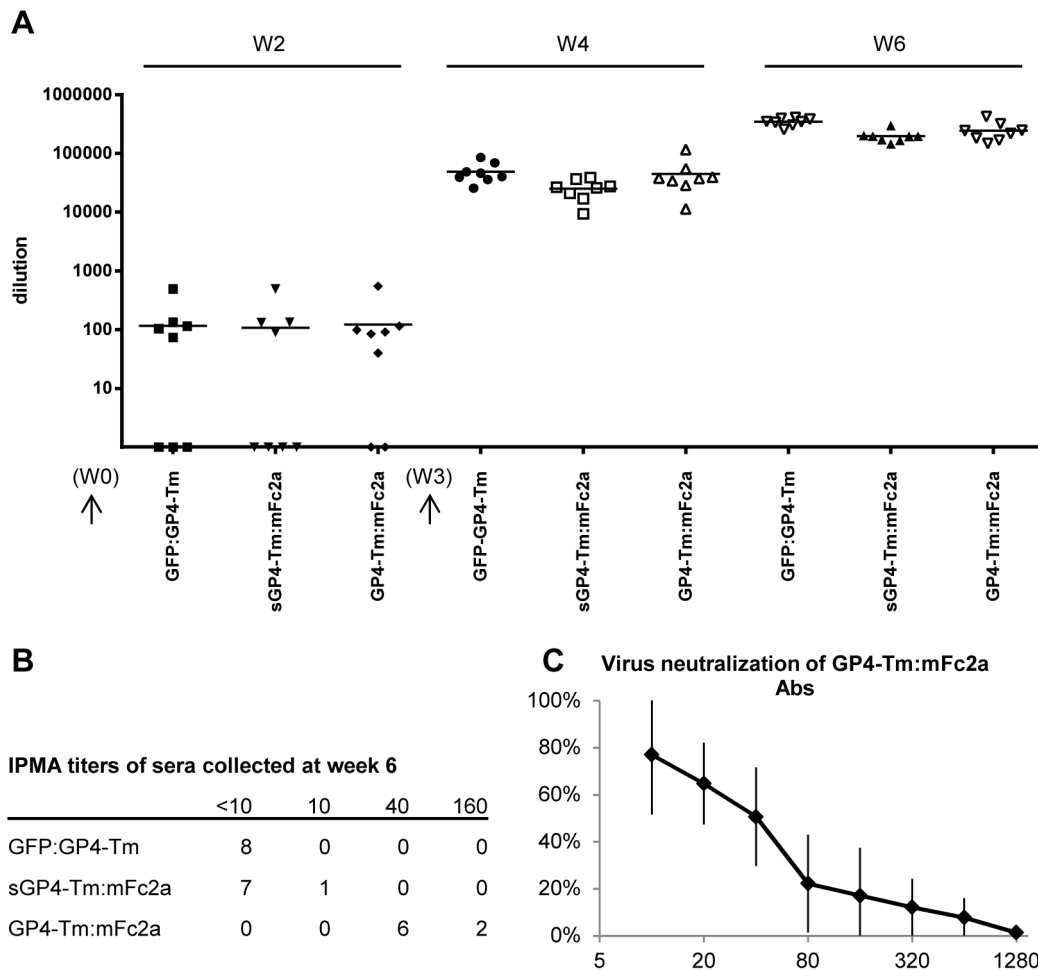 A
W2 W4 W6
1000000
100000
10000
1000
100
10
dilution
(W0) (W3)
GFP:GP4-Tm
sGP4-Tm:mFc2a
GP4-Tm:mFc2a
GFP-GP4-Tm
sGP4-Tm:mFc2a
GP4-Tm:mFc2a
GFP:GP4-Tm
sGP4-Tm:mFc2a
GP4-Tm:mFc2a
B
IPMA titers of sera collected at week 6
<10 10 40 160
GFP:GP4-Tm 8 0 0 0
sGP4-Tm:mFc2a 7 1 0 0
GP4-Tm:mFc2a 0 0 6 2
C
Virus neutralization of GP4-Tm:mFc2a
Abs
100%
80%
60%
40%
20%
0%
5 20 80 320 1280